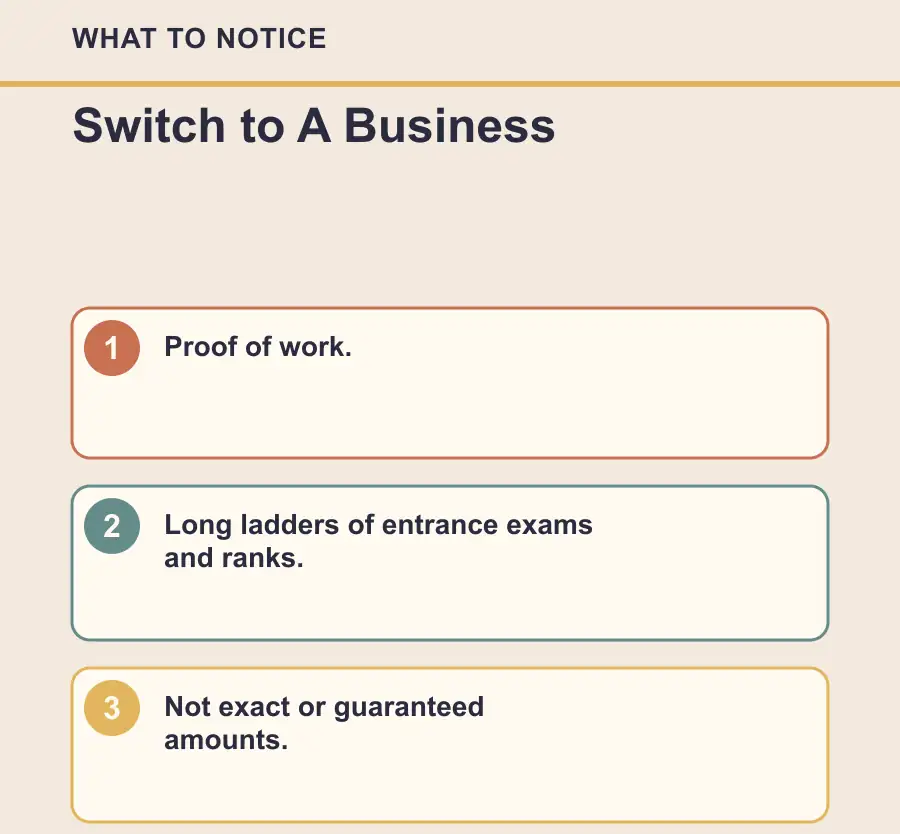 WHAT TO NOTICE
Switch to A Business
1
Proof of work.
2
Long ladders of entrance exams
and ranks.
3
Not exact or guaranteed
amounts.